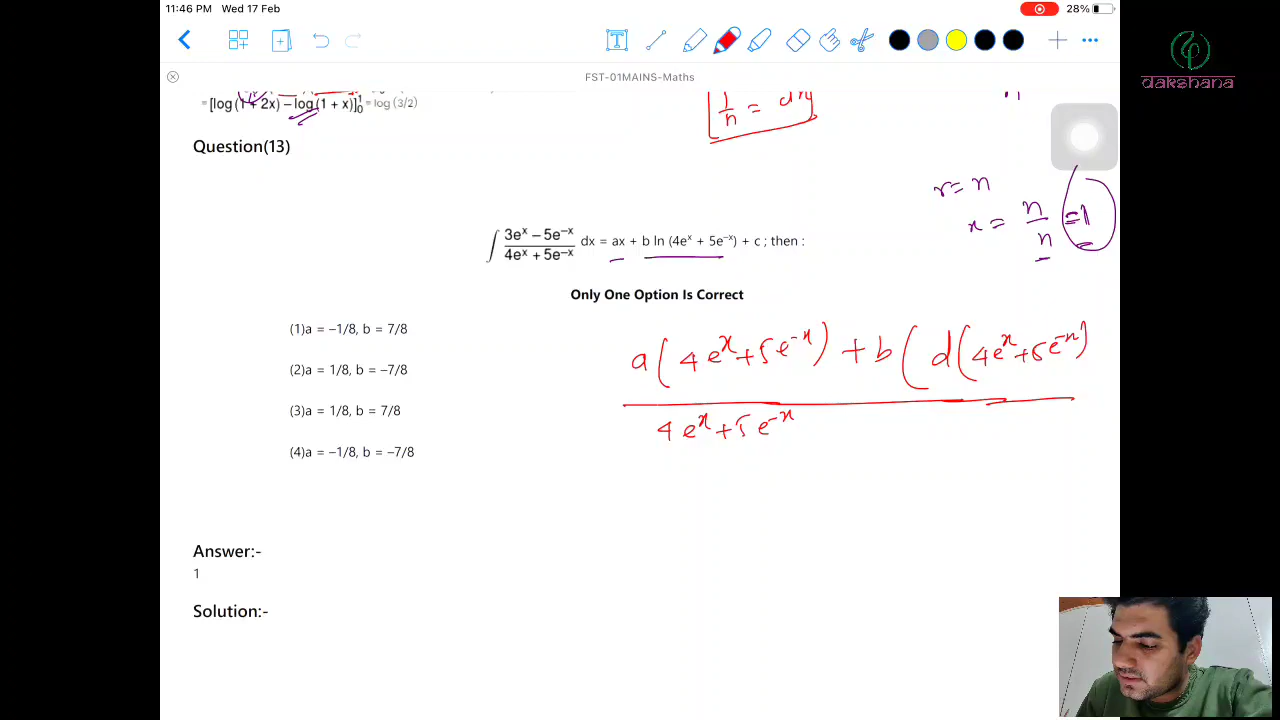 11:46 PM Wed 17 Feb
28%
FST-01MAINS-Maths
dakshana
= [log (1 + 2x) – log (1 + x)]₀¹ = log (3/2)
1/n = dx
Question(13)
r = n
x = n/n = 1
∫ (3eˣ – 5e⁻ˣ)/(4eˣ + 5e⁻ˣ) dx = ax + b ln (4eˣ + 5e⁻ˣ) + c ; then :
Only One Option Is Correct
(1)a = –1/8, b = 7/8
(2)a = 1/8, b = –7/8
(3)a = 1/8, b = 7/8
(4)a = –1/8, b = –7/8
a(4eˣ+5e⁻ˣ) + b(d(4eˣ+5e⁻ˣ)
4eˣ+5e⁻ˣ
Answer:-
1
Solution:-